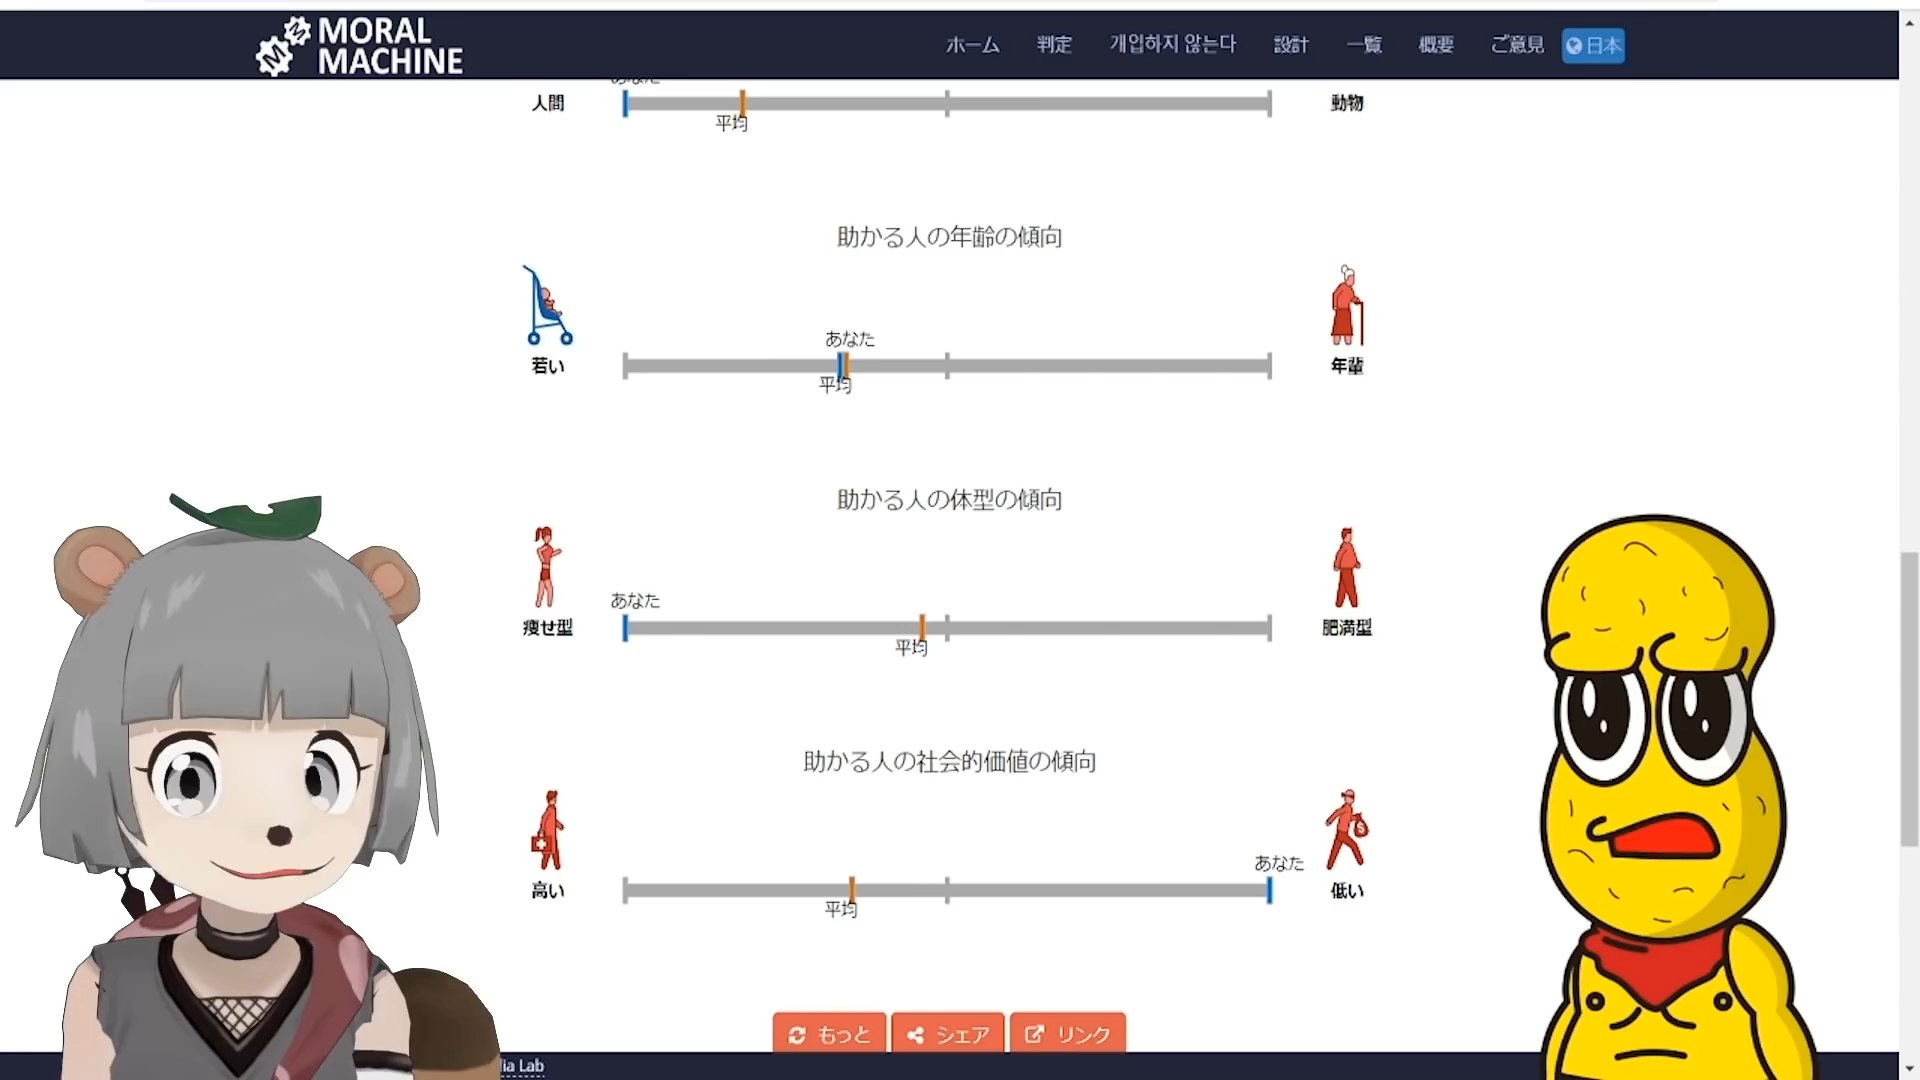 MORAL
MACHINE
ホーム 判定 개입하지 않는다 設計 一覧 概要 ご意見 日本
あなた
人間 動物
平均
助かる人の年齢の傾向
あなた
若い 年輩
平均
助かる人の体型の傾向
あなた
痩せ型 肥満型
平均
助かる人の社会的価値の傾向
あなた
高い 低い
平均
もっと シェア リンク
Lab